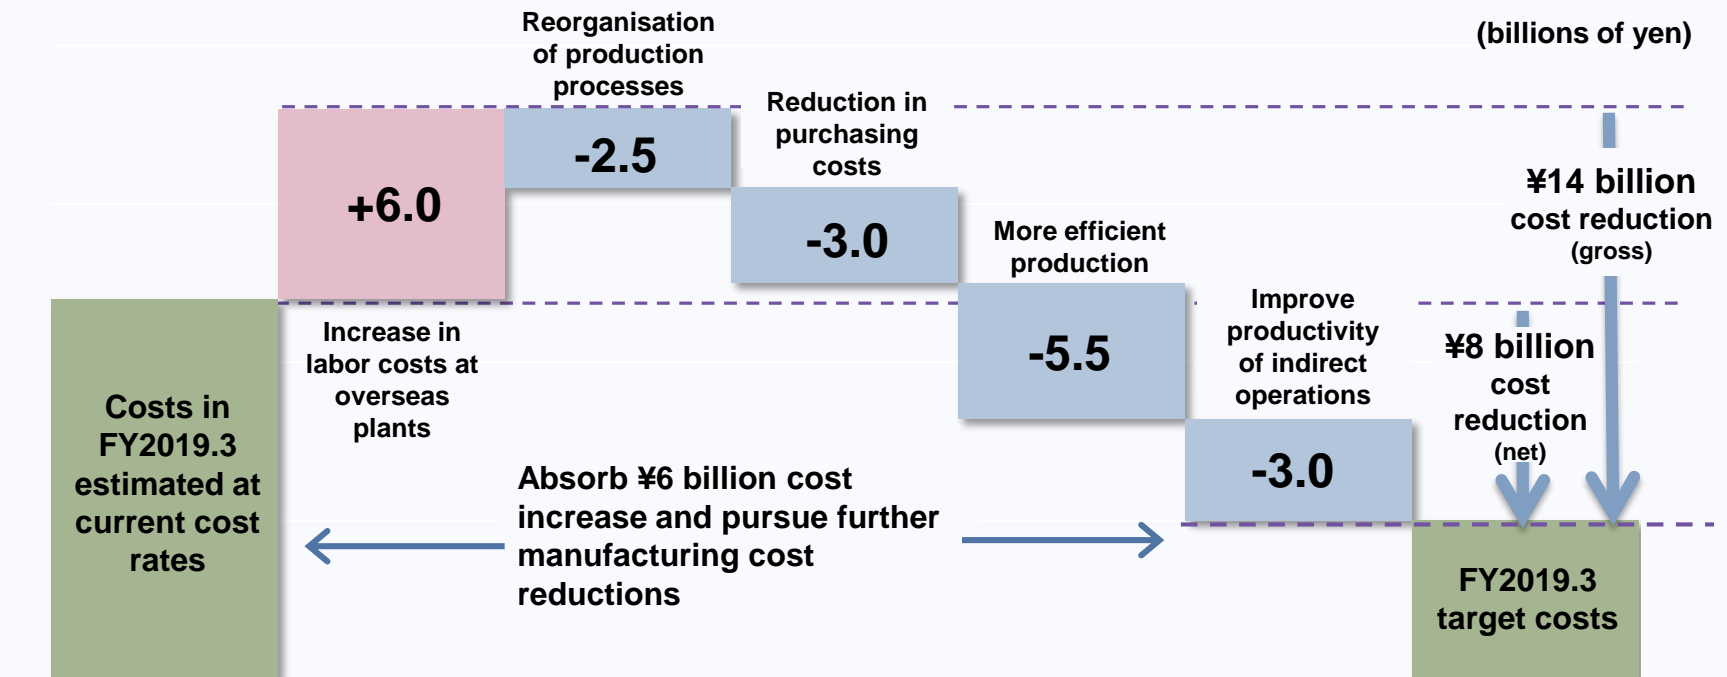 (billions of yen)
Reorganisation
of production
processes
Reduction in
purchasing
costs
-2.5
+6.0
-3.0
¥14 billion
cost reduction
(gross)
More efficient
production
-5.5
Increase in
labor costs at
overseas
plants
Improve
productivity
of indirect
operations
-3.0
¥8 billion
cost
reduction
(net)
Costs in
FY2019.3
estimated at
current cost
rates
Absorb ¥6 billion cost
increase and pursue further
manufacturing cost
reductions
FY2019.3
target costs